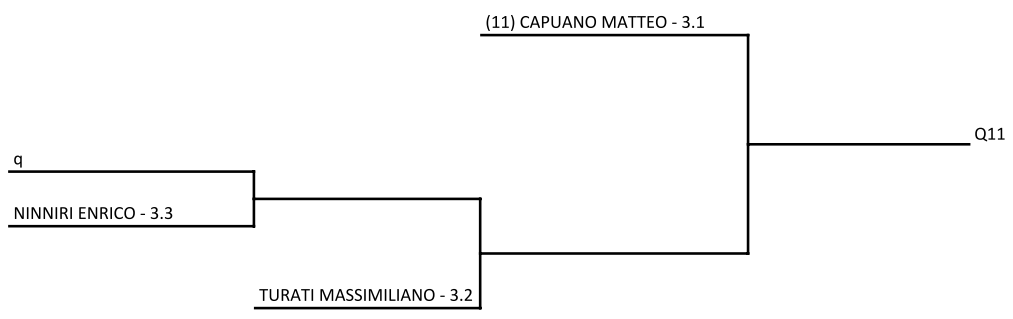 (11) CAPUANO MATTEO - 3.1
Q11
q
NINNIRI ENRICO - 3.3
TURATI MASSIMILIANO - 3.2